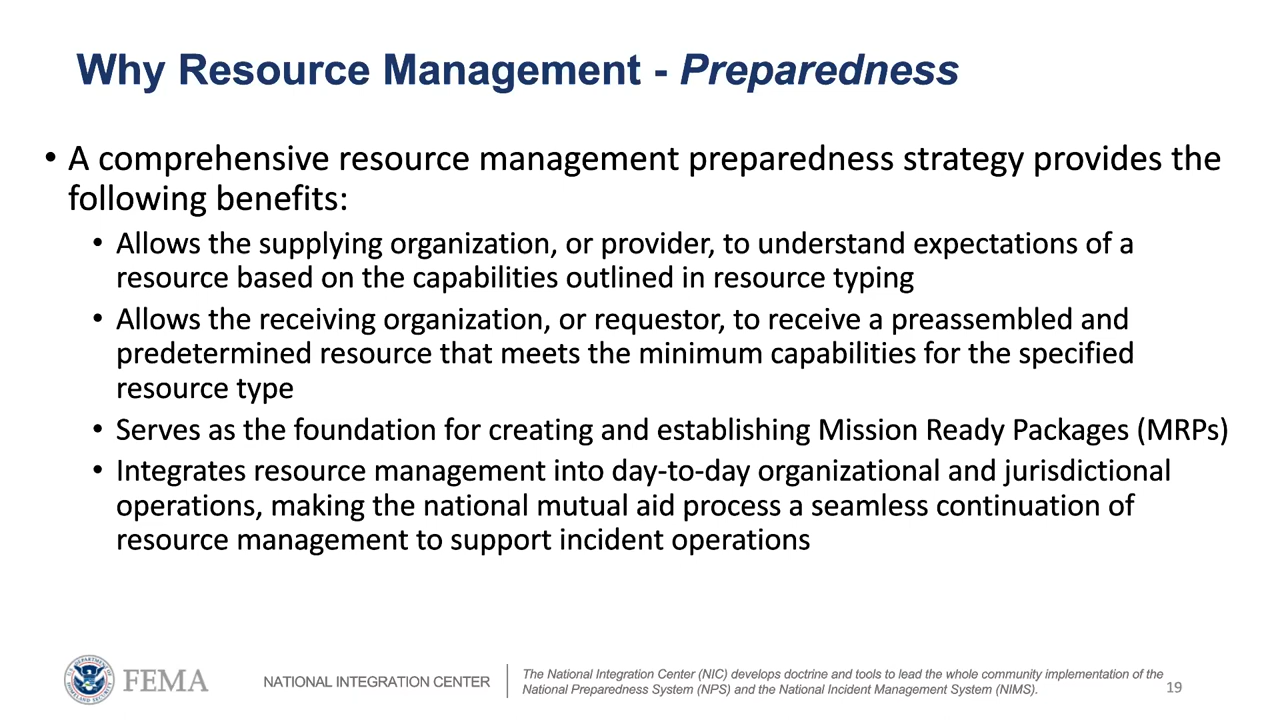 Why Resource Management - Preparedness
• A comprehensive resource management preparedness strategy provides the
following benefits:
• Allows the supplying organization, or provider, to understand expectations of a
resource based on the capabilities outlined in resource typing
• Allows the receiving organization, or requestor, to receive a preassembled and
predetermined resource that meets the minimum capabilities for the specified
resource type
• Serves as the foundation for creating and establishing Mission Ready Packages (MRPs)
• Integrates resource management into day-to-day organizational and jurisdictional
operations, making the national mutual aid process a seamless continuation of
resource management to support incident operations
FEMA
NATIONAL INTEGRATION CENTER
The National Integration Center (NIC) develops doctrine and tools to lead the whole community implementation of the
National Preparedness System (NPS) and the National Incident Management System (NIMS).
19